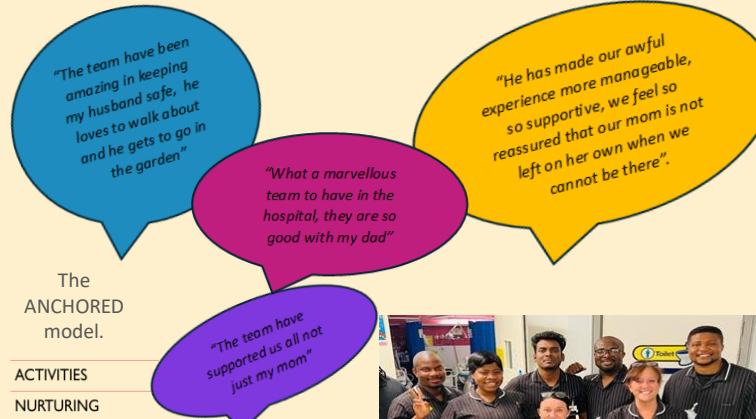 “The team have been
amazing in keeping
my husband safe, he
loves to walk about
and he gets to go in
the garden”
“He has made our awful
experience more manageable,
so supportive, we feel so
reassured that our mom is not
left on her own when we
cannot be there”.
“What a marvellous
team to have in the
hospital, they are so
good with my dad”
The
ANCHORED
model.
“The team have
supported us all not
just my mom”
ACTIVITIES
NURTURING
Toilet